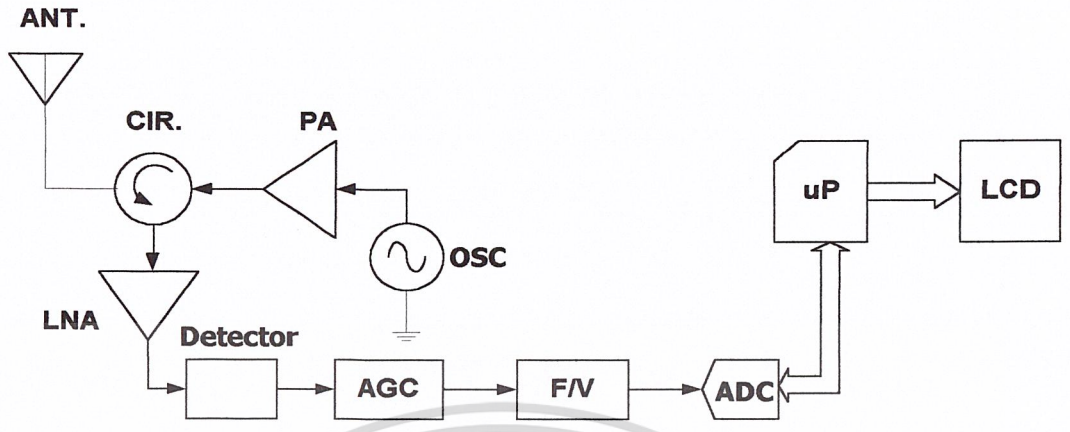 ANT.
CIR.
PA
uP
LCD
OSC
LNA
Detector
AGC
F/V
ADC